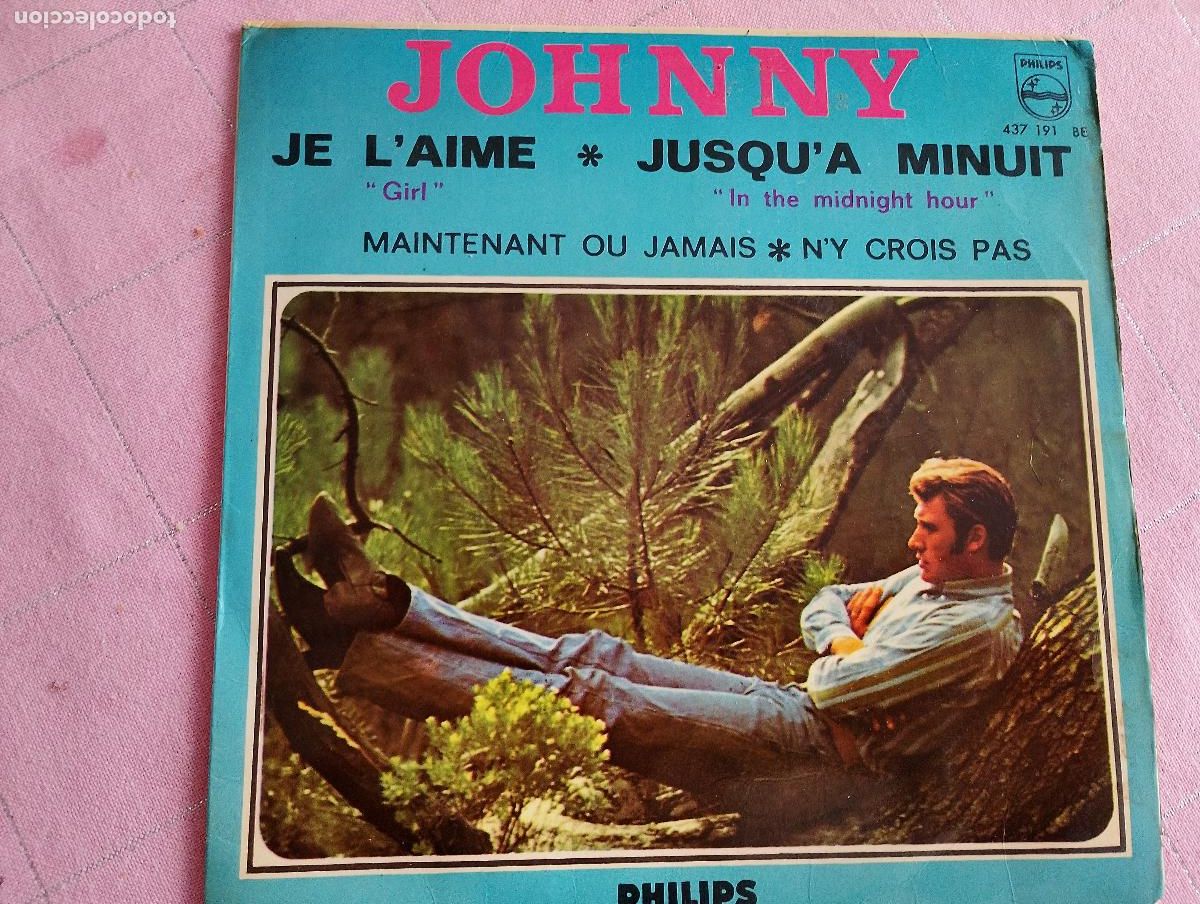 todocoleccion
JOHNNY
PHILIPS
437 191 BE
JE L'AIME * JUSQU'A MINUIT
"Girl" "In the midnight hour"
MAINTENANT OU JAMAIS * N'Y CROIS PAS
PHILIPS